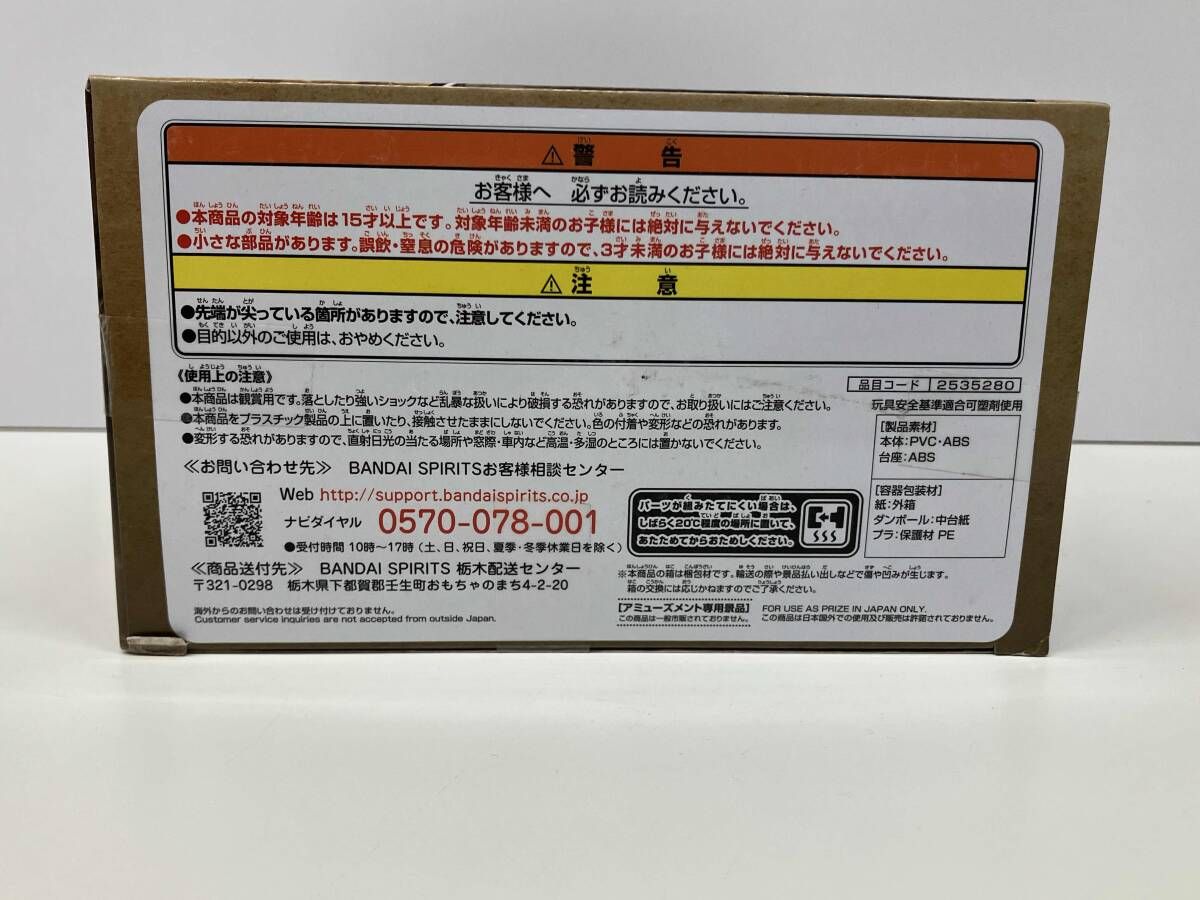 ⚠警 告
お客様へ 必ずお読みください。
●本商品の対象年齢は15才以上です。対象年齢未満のお子様には絶対に与えないでください。
●小さな部品があります。誤飲・窒息の危険がありますので、3才未満のお子様には絶対に与えないでください。
⚠注 意
●先端が尖っている箇所がありますので、注意してください。
●目的以外のご使用は、おやめください。
《使用上の注意》
●本商品は観賞用です。落としたり強いショックなど乱暴な扱いにより破損する恐れがありますので、お取り扱いにはご注意ください。
●本商品をプラスチック製品の上に置いたり、接触させたままにしないでください。色の付着や変形などの恐れがあります。
●変形する恐れがありますので、直射日光の当たる場所や窓際・車内など高温・多湿のところには置かないでください。
≪お問い合わせ先≫ BANDAI SPIRITSお客様相談センター
Web http://support.bandaispirits.co.jp
ナビダイヤル 0570-078-001
●受付時間 10時〜17時(土、日、祝日、夏季・冬季休業日を除く)
≪商品送付先≫ BANDAI SPIRITS 栃木配送センター
〒321-0298 栃木県下都賀郡壬生町おもちゃのまち4-2-20
海外からのお問い合わせは受け付けておりません。
Customer service inquiries are not accepted from outside Japan.
パーツが組みたてにくい場合は、
しばらく20℃程度の場所に置いて、
あたためてからおためしください。
※本商品の箱は梱包材です。輸送の際や景品払い出しなどで傷や凹みが生じます。
箱の交換には応じかねますのでご了承ください。
[アミューズメント専用景品]
この商品は一般市販されておりません。
FOR USE AS PRIZE IN JAPAN ONLY.
この商品は日本国外での使用及び販売は許諾されておりません。
品目コード 2535280
玩具安全基準適合可塑剤使用
[製品素材]
本体:PVC・ABS
台座:ABS
[容器包装材]
紙:外箱
ダンボール:中台紙
プラ:保護材 PE